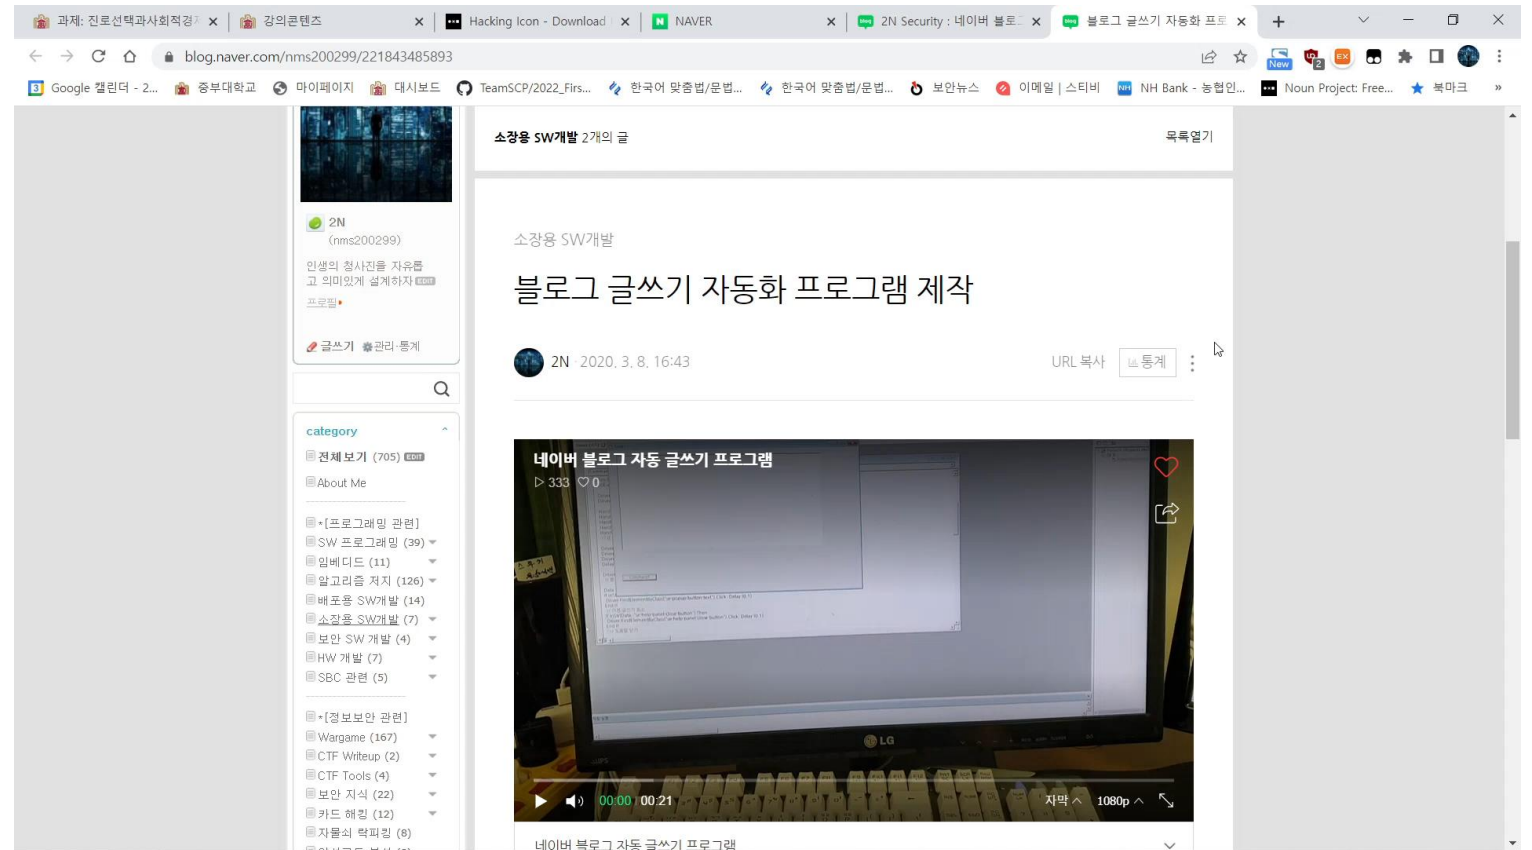 과제: 진로선택과사회적경제
강의콘텐츠
Hacking Icon - Download
NAVER
2N Security : 네이버 블로그
블로그 글쓰기 자동화 프로
blog.naver.com/nms200299/221843485893
New
2
EX
Google 캘린더 - 2...
중부대학교
마이페이지
대시보드
TeamSCP/2022_Firs...
한국어 맞춤법/문법...
한국어 맞춤법/문법...
보안뉴스
이메일 | 스티비
NH Bank - 농협인...
Noun Project: Free...
북마크
»
소장용 SW개발 2개의 글
목록열기
2N
(nms200299)
인생의 청사진을 자유롭
고 의미있게 설계하자 EDIT
프로필
글쓰기 관리·통계
category
전체보기 (705) EDIT
About Me
*[프로그래밍 관련]
SW 프로그래밍 (39)
임베디드 (11)
알고리즘 저지 (126)
배포용 SW개발 (14)
소장용 SW개발 (7)
보안 SW 개발 (4)
HW 개발 (7)
SBC 관련 (5)
*[정보보안 관련]
Wargame (167)
CTF Writeup (2)
CTF Tools (4)
보안 지식 (22)
카드 해킹 (12)
자물쇠 락피킹 (8)
소장용 SW개발
블로그 글쓰기 자동화 프로그램 제작
2N · 2020. 3. 8. 16:43
URL 복사 통계
네이버 블로그 자동 글쓰기 프로그램
333 0
LG
00:00 00:21
자막 1080p
네이버 블로그 자동 글쓰기 프로그램